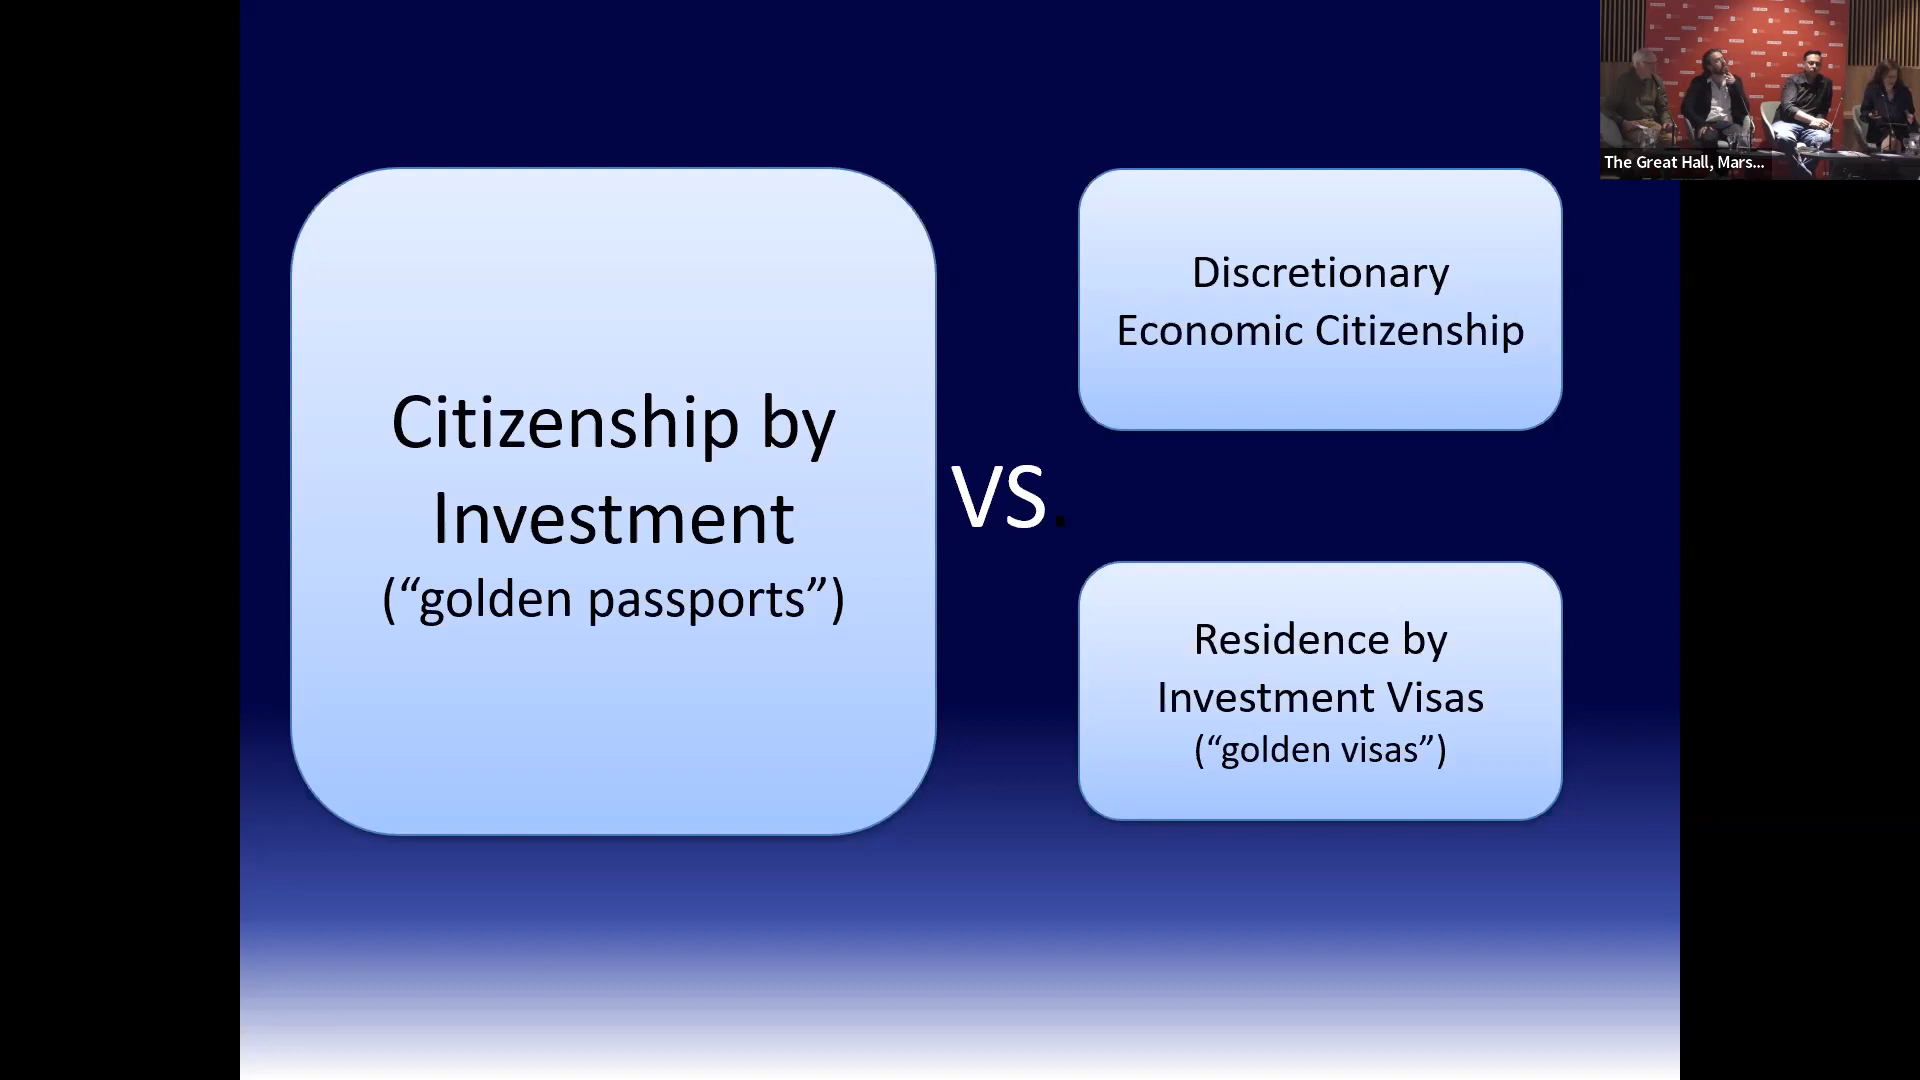 Citizenship by
Investment
(“golden passports”)
VS.
Discretionary
Economic Citizenship
Residence by
Investment Visas
(“golden visas”)
The Great Hall, Mars...